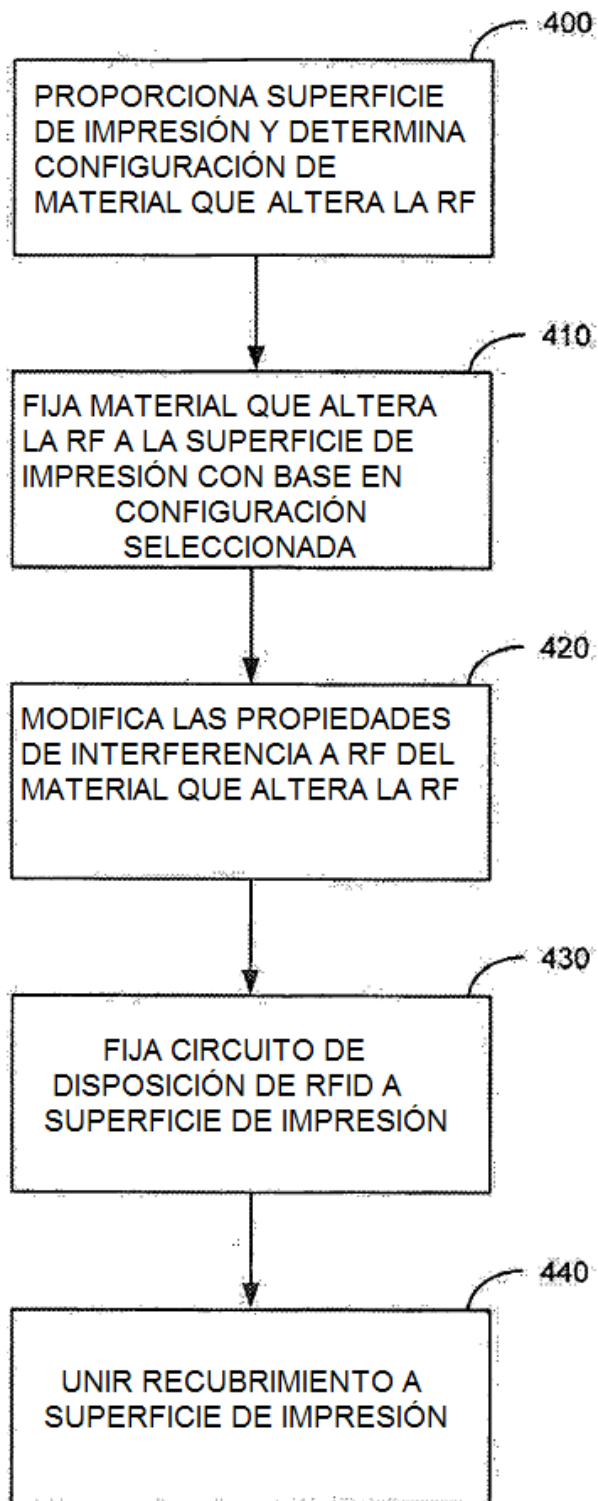 400
PROPORCIONA SUPERFICIE
DE IMPRESIÓN Y DETERMINA
CONFIGURACIÓN DE
MATERIAL QUE ALTERA LA RF
410
FIJA MATERIAL QUE ALTERA
LA RF A LA SUPERFICIE DE
IMPRESIÓN CON BASE EN
CONFIGURACIÓN
SELECCIONADA
420
MODIFICA LAS PROPIEDADES
DE INTERFERENCIA A RF DEL
MATERIAL QUE ALTERA LA RF
430
FIJA CIRCUITO DE
DISPOSICIÓN DE RFID A
SUPERFICIE DE IMPRESIÓN
440
UNIR RECUBRIMIENTO A
SUPERFICIE DE IMPRESIÓN